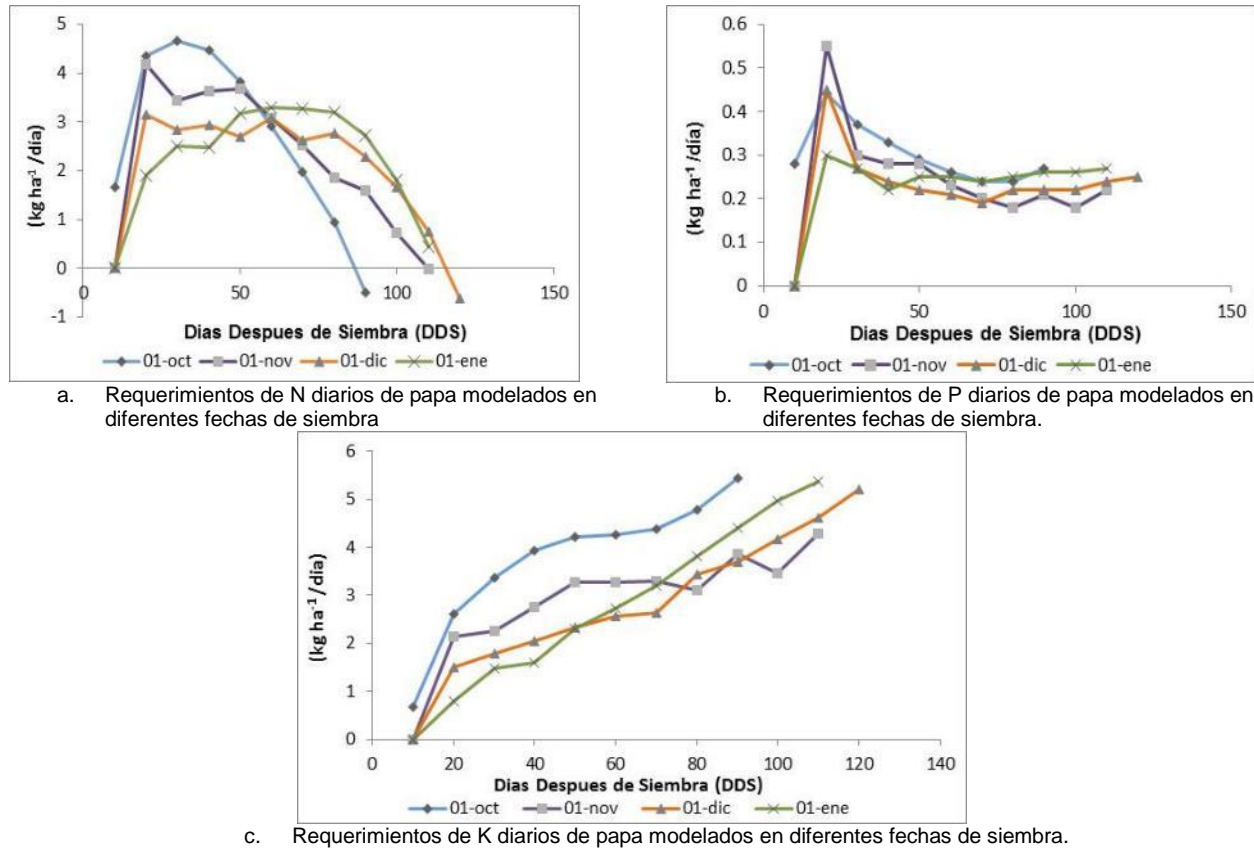 5
4
3
2
1
0
-1
0
50
100
150
(kg ha⁻¹ /día)
Dias Despues de Siembra (DDS)
01-oct 01-nov 01-dic 01-ene
a. Requerimientos de N diarios de papa modelados en
diferentes fechas de siembra
0.6
0.5
0.4
0.3
0.2
0.1
0
0
50
100
150
(kg ha⁻¹ /día)
Dias Despues de Siembra (DDS)
01-oct 01-nov 01-dic 01-ene
b. Requerimientos de P diarios de papa modelados en
diferentes fechas de siembra.
6
5
4
3
2
1
0
0 20 40 60 80 100 120 140
(kg ha⁻¹ /día)
Dias Despues de Siembra (DDS)
01-oct 01-nov 01-dic 01-ene
c. Requerimientos de K diarios de papa modelados en diferentes fechas de siembra.